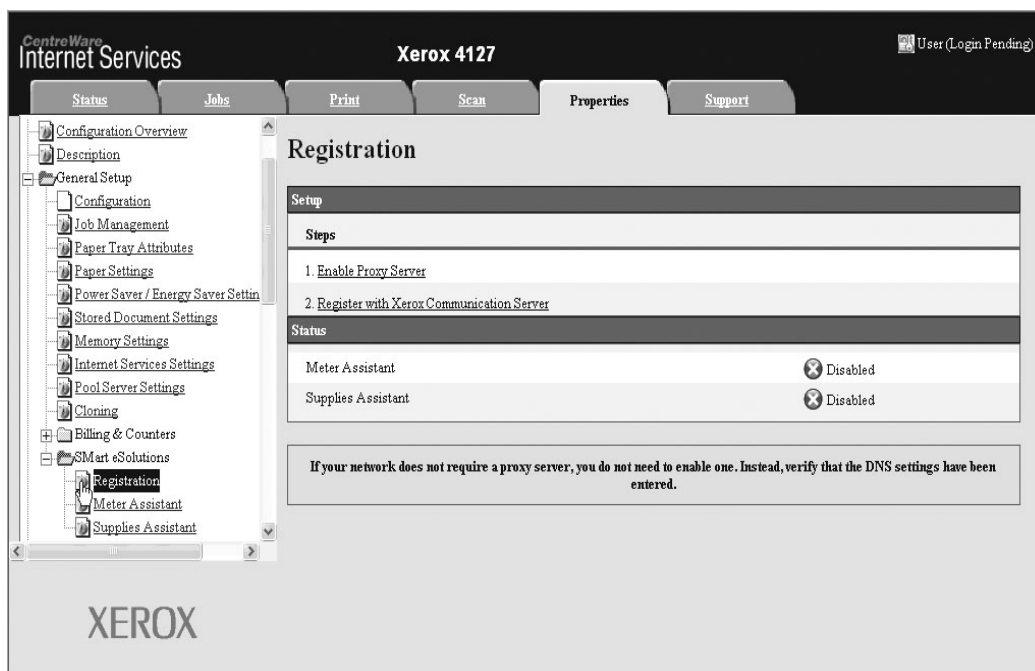 CentreWare
Internet Services
Xerox 4127
User (Login Pending)
Status
Jobs
Print
Scan
Properties
Support
Configuration Overview
Description
General Setup
Configuration
Job Management
Paper Tray Attributes
Paper Settings
Power Saver / Energy Saver Settin
Stored Document Settings
Memory Settings
Internet Services Settings
Pool Server Settings
Cloning
Billing & Counters
SMart eSolutions
Registration
Meter Assistant
Supplies Assistant
XEROX
Registration
Setup
Steps
1. Enable Proxy Server
2. Register with Xerox Communication Server
Status
Meter Assistant
Disabled
Supplies Assistant
Disabled
If your network does not require a proxy server, you do not need to enable one. Instead, verify that the DNS settings have been
entered.